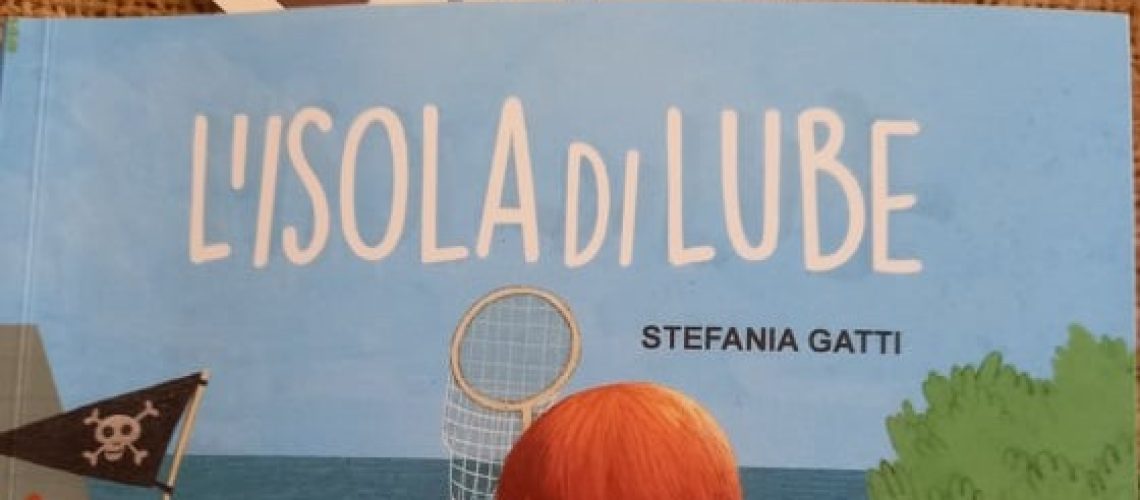 L'ISOLA DI LUBE
STEFANIA GATTI